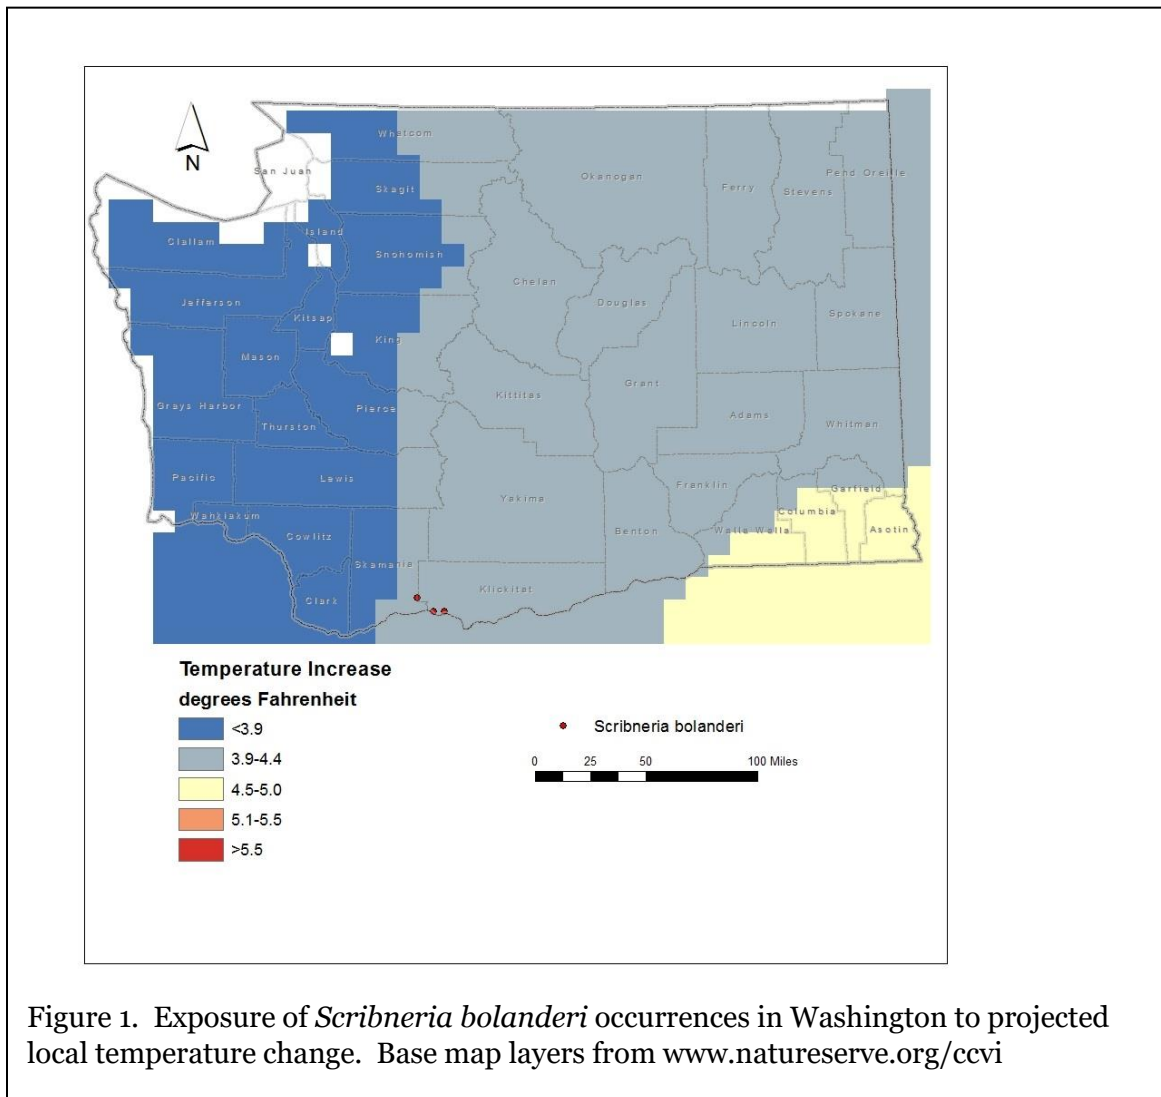 N
Whatcom
San Juan
Skagit
Okanogan
Ferry
Stevens
Pend Oreille
Clallam
Island
Snohomish
Chelan
Jefferson
Kitsap
Douglas
King
Lincoln
Spokane
Mason
Grays Harbor
Pierce
Kittitas
Grant
Thurston
Adams
Whitman
Pacific
Lewis
Yakima
Franklin
Garfield
Wahkiakum
Columbia
Cowlitz
Benton
Walla Walla
Asotin
Skamania
Clark
Klickitat
Temperature Increase
degrees Fahrenheit
<3.9
3.9-4.4
4.5-5.0
5.1-5.5
>5.5
Scribneria bolanderi
0 25 50 100 Miles
Figure 1. Exposure of Scribneria bolanderi occurrences in Washington to projected
local temperature change. Base map layers from www.natureserve.org/ccvi